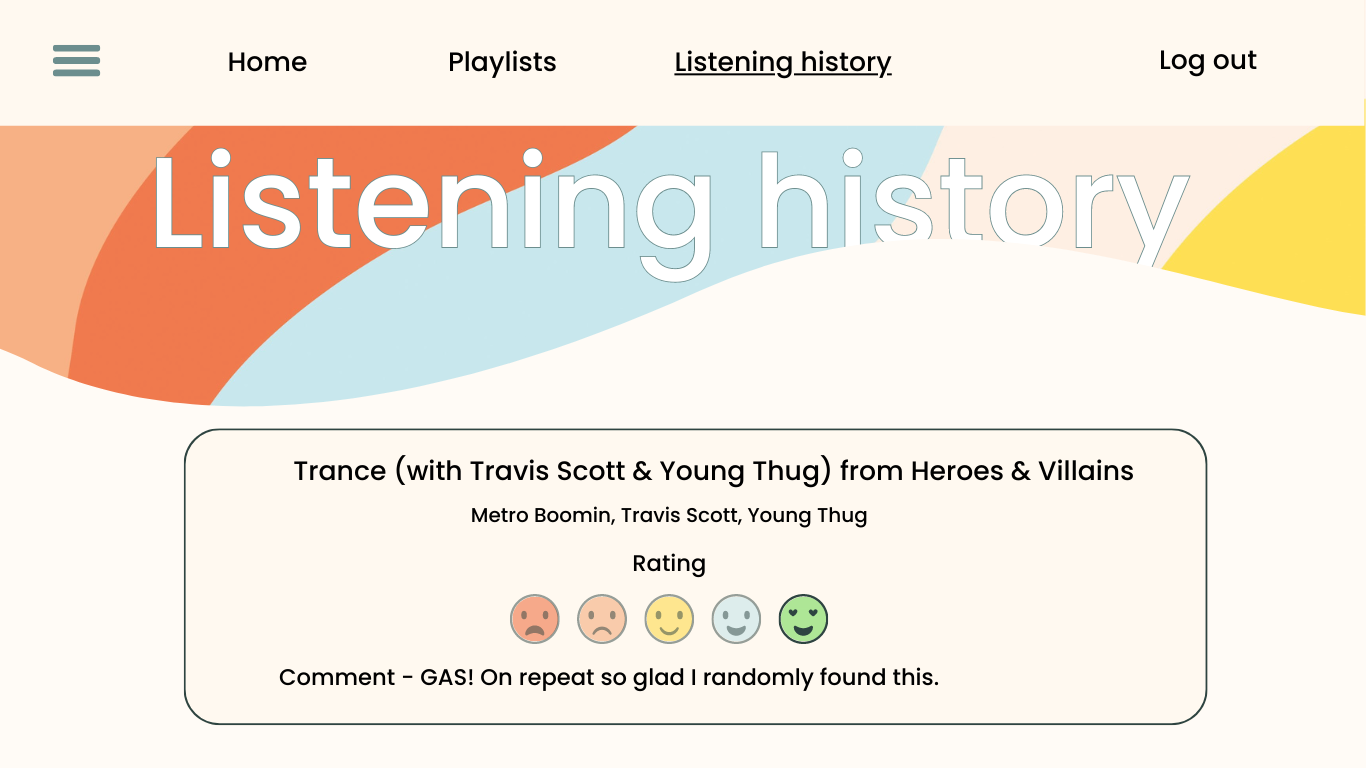 Home Playlists Listening history Log out
Listening history
Trance (with Travis Scott & Young Thug) from Heroes & Villains
Metro Boomin, Travis Scott, Young Thug
Rating
Comment - GAS! On repeat so glad I randomly found this.